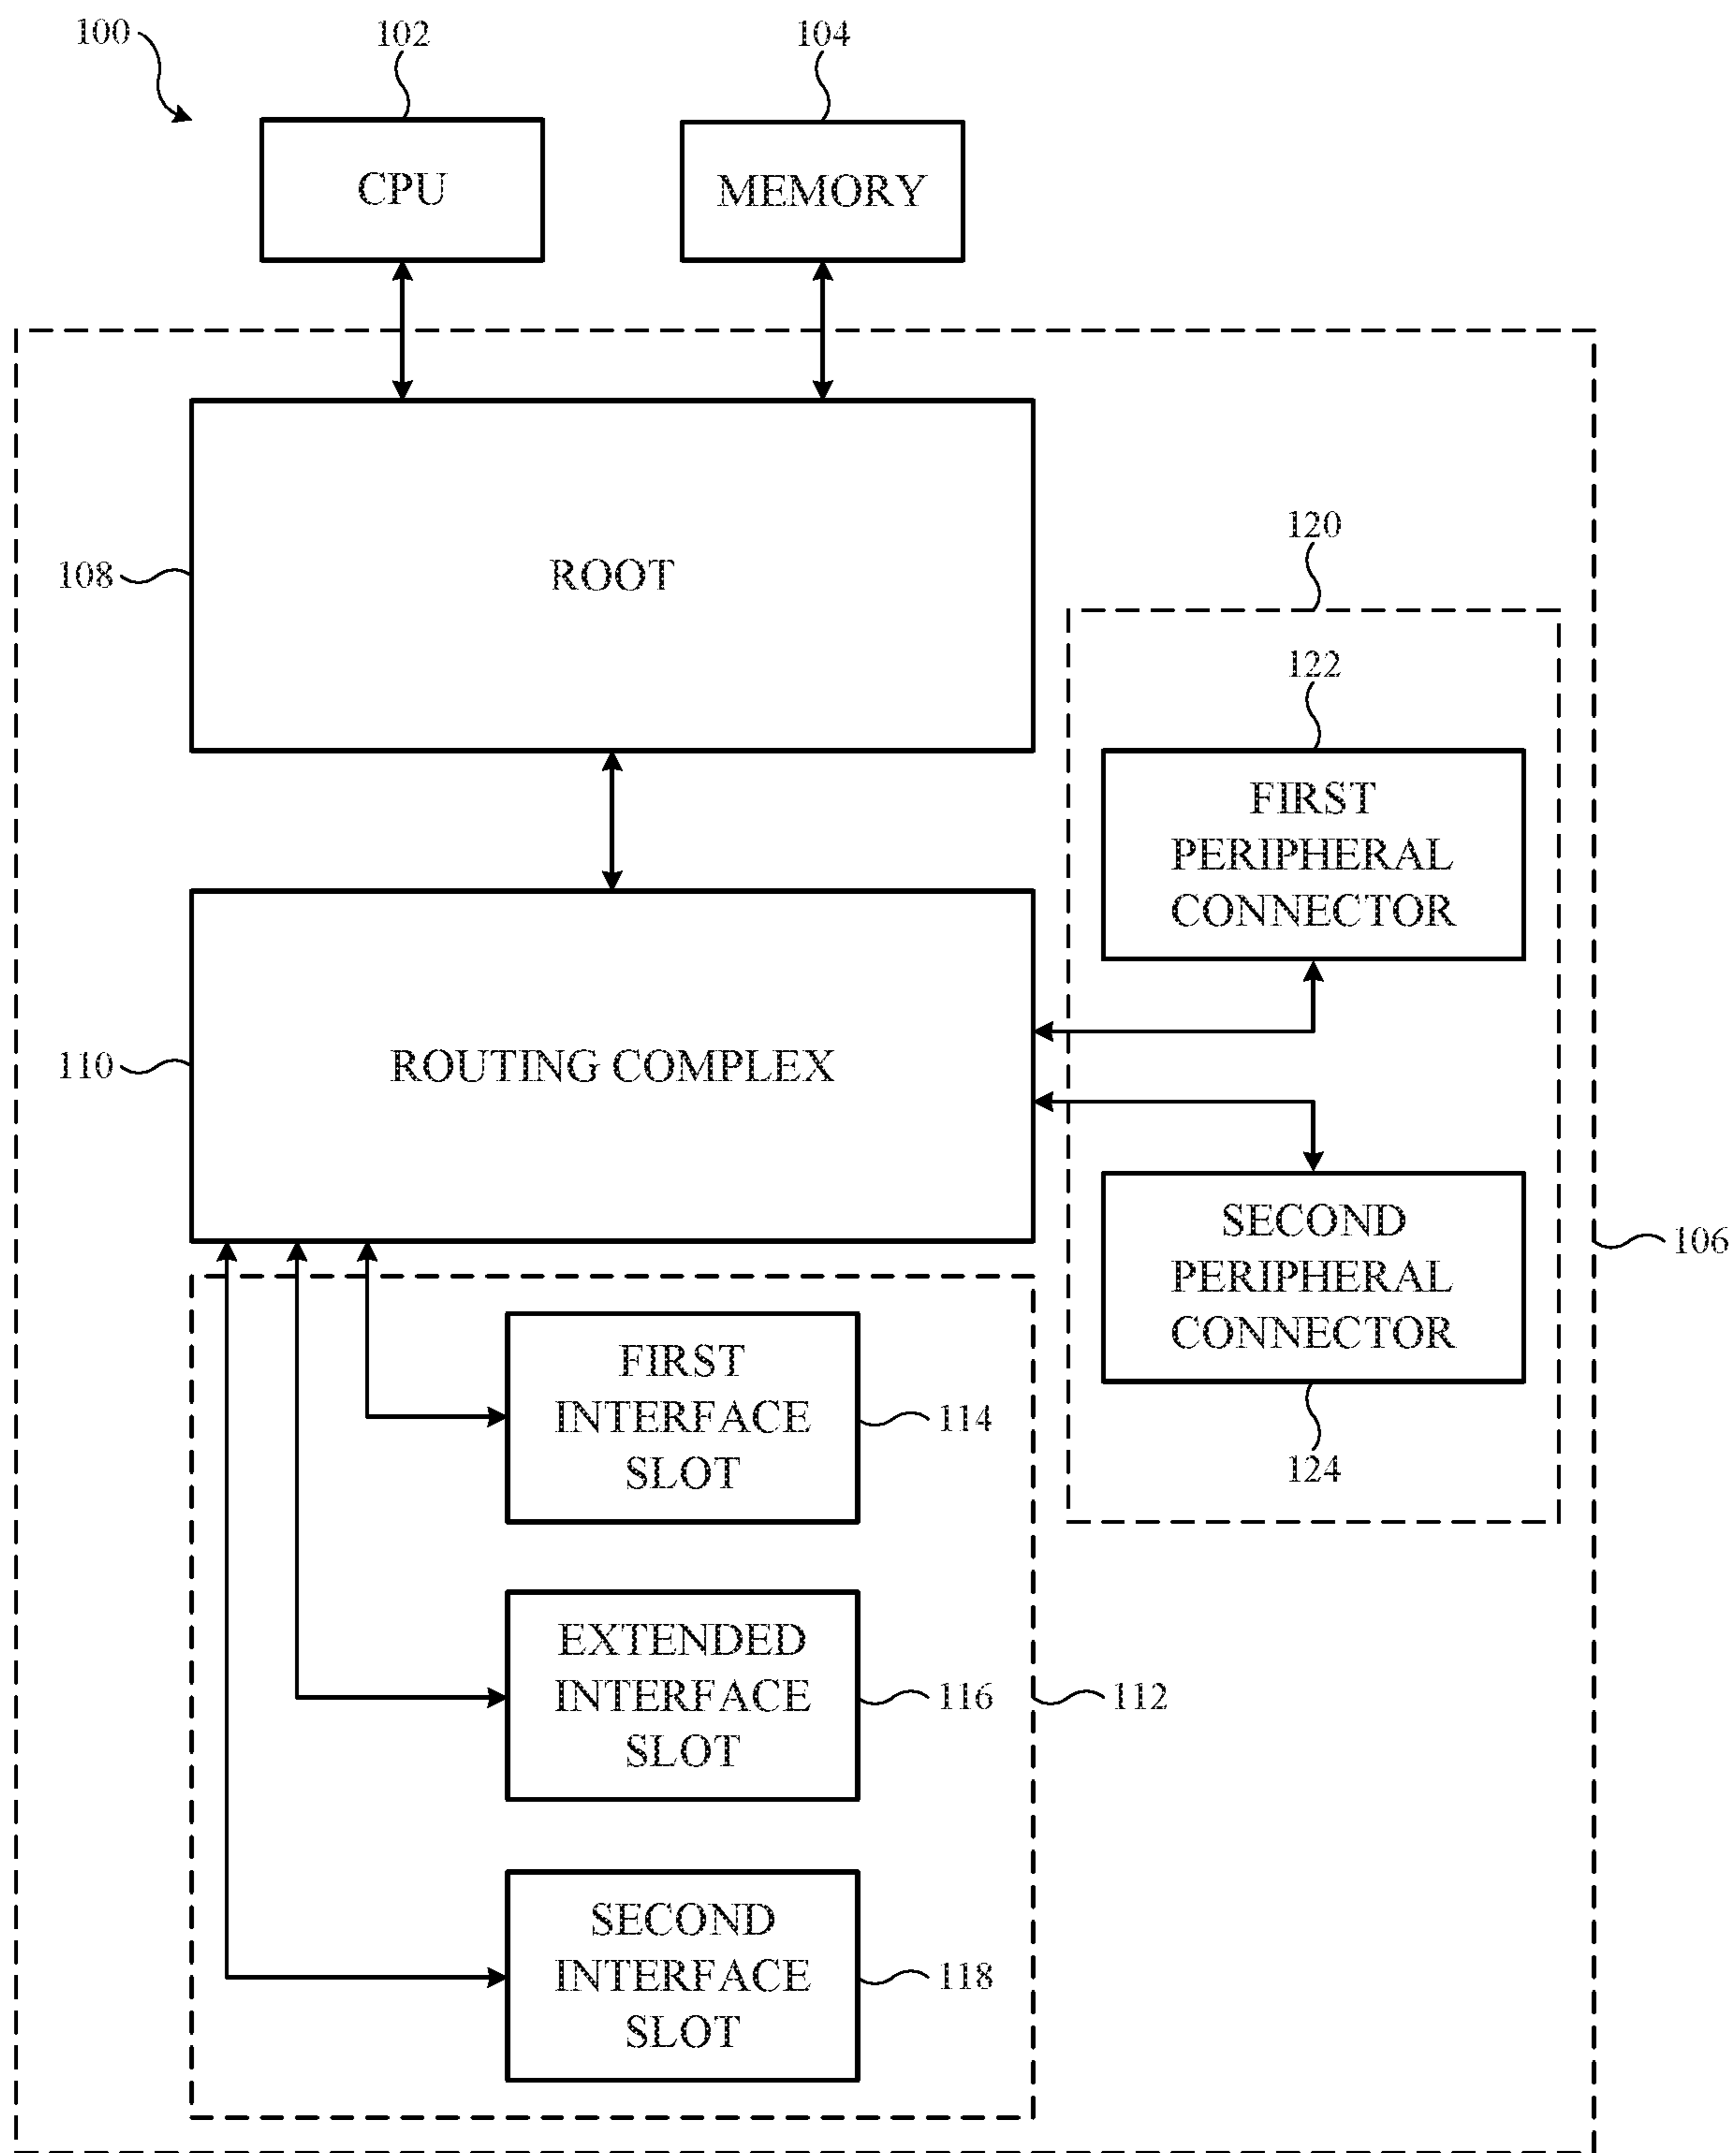 100
102
104
CPU
MEMORY
108
ROOT
120
122
FIRST
PERIPHERAL
CONNECTOR
110
ROUTING COMPLEX
SECOND
PERIPHERAL
CONNECTOR
106
124
FIRST
INTERFACE
SLOT
114
EXTENDED
INTERFACE
SLOT
116
112
SECOND
INTERFACE
SLOT
118